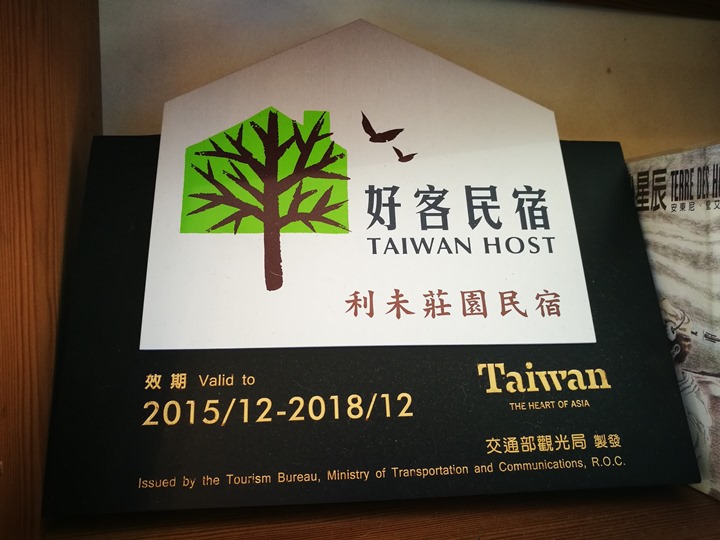 好客民宿
TAIWAN HOST
利未莊園民宿
效期 Valid to
2015/12-2018/12
Taiwan
THE HEART OF ASIA
交通部觀光局 製發
Issued by the Tourism Bureau, Ministry of Transportation and Communications, R.O.C.
星辰 TERRE DES H
安東尼·